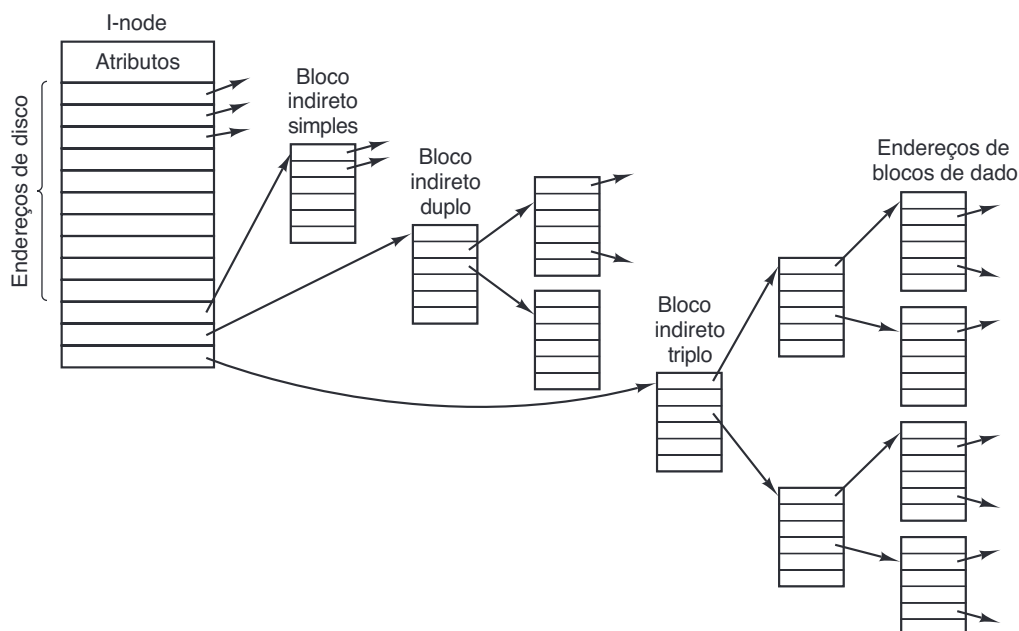 I-node
Atributos
Endereços de disco
Bloco
indireto
simples
Bloco
indireto
duplo
Bloco
indireto
triplo
Endereços de
blocos de dado